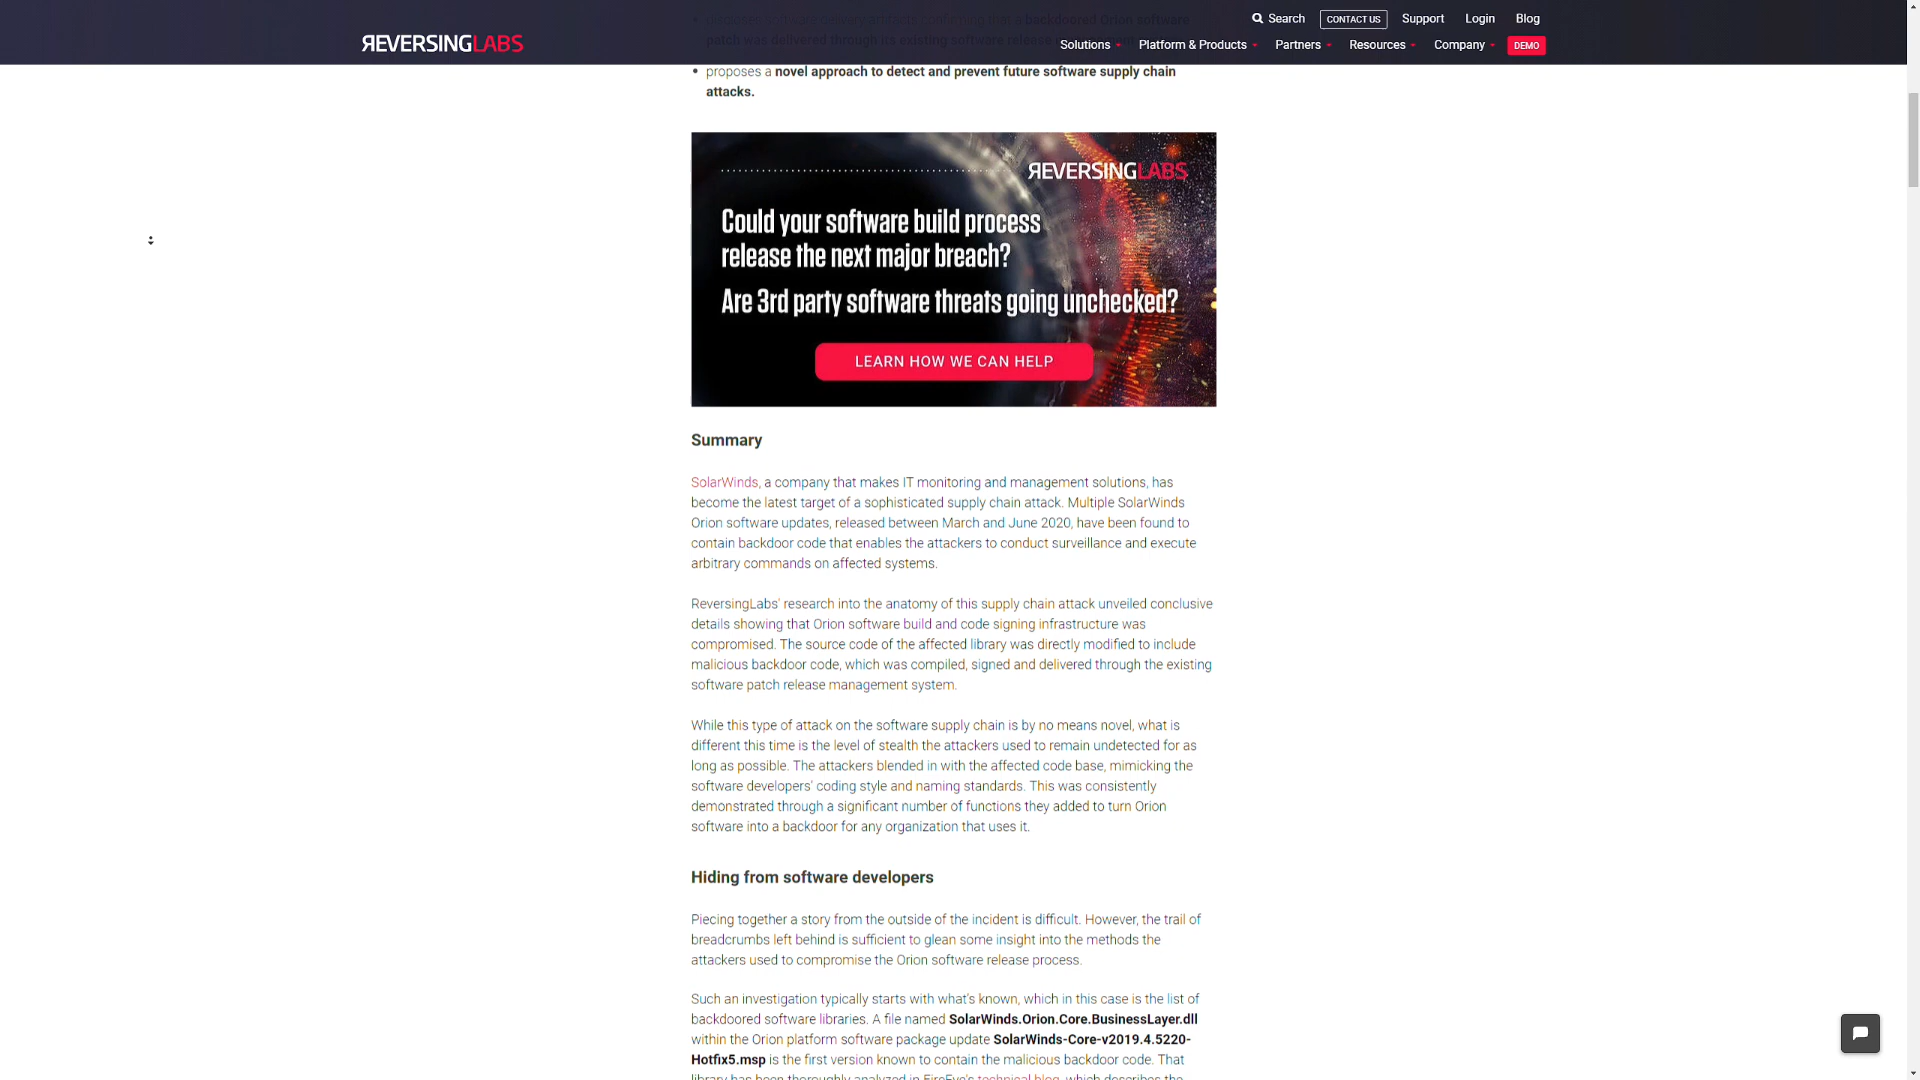 discloses software delivery artifacts confirming that a Backdoored Orion software
patch was delivered through its existing software release
Search
CONTACT US
Support
Login
Blog
REVERSINGLABS
Solutions
Platform & Products
Partners
Resources
Company
DEMO
proposes a novel approach to detect and prevent future software supply chain
attacks.
REVERSINGLABS
Could your software build process
release the next major breach?
Are 3rd party software threats going unchecked?
LEARN HOW WE CAN HELP
Summary
SolarWinds, a company that makes IT monitoring and management solutions, has
become the latest target of a sophisticated supply chain attack. Multiple SolarWinds
Orion software updates, released between March and June 2020, have been found to
contain backdoor code that enables the attackers to conduct surveillance and execute
arbitrary commands on affected systems.
ReversingLabs' research into the anatomy of this supply chain attack unveiled conclusive
details showing that Orion software build and code signing infrastructure was
compromised. The source code of the affected library was directly modified to include
malicious backdoor code, which was compiled, signed and delivered through the existing
software patch release management system.
While this type of attack on the software supply chain is by no means novel, what is
different this time is the level of stealth the attackers used to remain undetected for as
long as possible. The attackers blended in with the affected code base, mimicking the
software developers' coding style and naming standards. This was consistently
demonstrated through a significant number of functions they added to turn Orion
software into a backdoor for any organization that uses it.
Hiding from software developers
Piecing together a story from the outside of the incident is difficult. However, the trail of
breadcrumbs left behind is sufficient to glean some insight into the methods the
attackers used to compromise the Orion software release process.
Such an investigation typically starts with what's known, which in this case is the list of
backdoored software libraries. A file named SolarWinds.Orion.Core.BusinessLayer.dll
within the Orion platform software package update SolarWinds-Core-v2019.4.5220-
Hotfix5.msp is the first version known to contain the malicious backdoor code. That
library has been thoroughly analyzed in FireEye's technical blog, which describes the